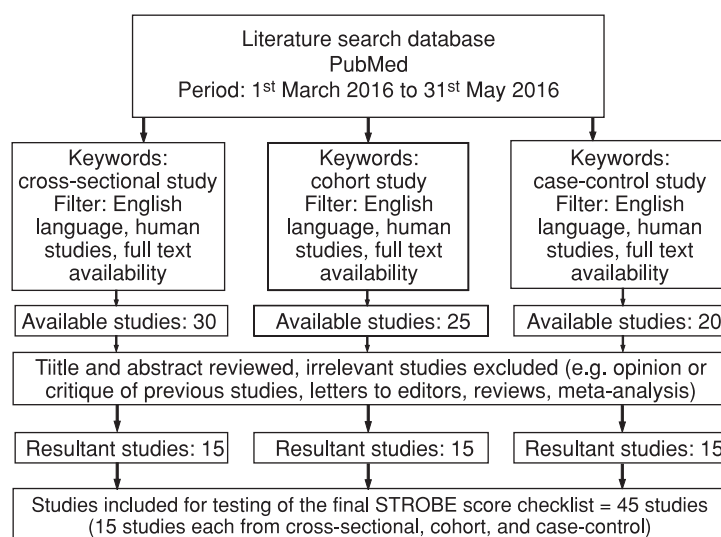 Literature search database
PubMed
Period: 1st March 2016 to 31st May 2016
Keywords:
cross-sectional study
Filter: English
language, human
studies, full text
availability
Keywords:
cohort study
Filter: English
language, human
studies, full text
availability
Keywords:
case-control study
Filter: English
language, human
studies, full text
availability
Available studies: 30
Available studies: 25
Available studies: 20
Tiitle and abstract reviewed, irrelevant studies excluded (e.g. opinion or
critique of previous studies, letters to editors, reviews, meta-analysis)
Resultant studies: 15
Resultant studies: 15
Resultant studies: 15
Studies included for testing of the final STROBE score checklist = 45 studies
(15 studies each from cross-sectional, cohort, and case-control)